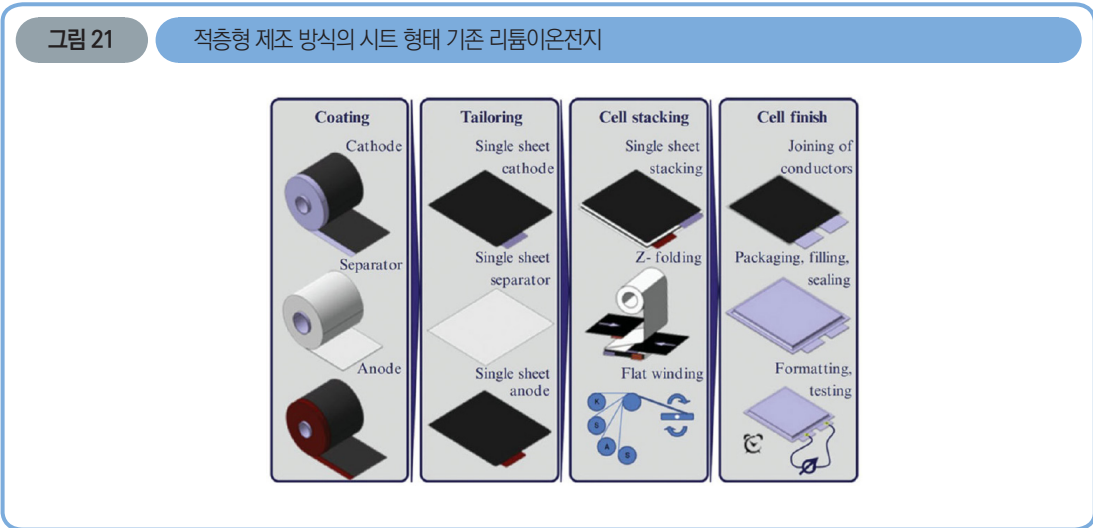 그림 21
적층형 제조 방식의 시트 형태 기존 리튬이온전지
Coating
Cathode
Separator
Anode
Tailoring
Single sheet
cathode
Single sheet
separator
Single sheet
anode
Cell stacking
Single sheet
stacking
Z- folding
Flat winding
K
S
A
S
Cell finish
Joining of
conductors
Packaging, filling,
sealing
Formatting,
testing